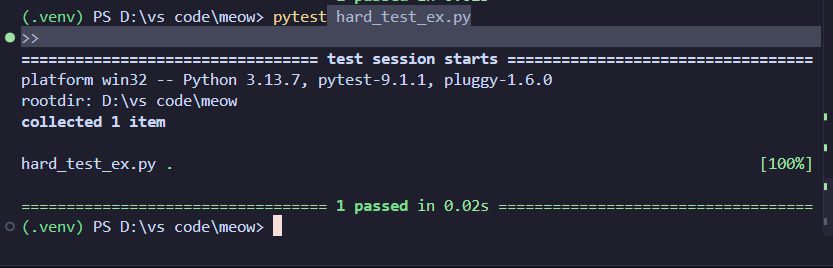 (.venv) PS D:\vs code\meow> pytest hard_test_ex.py
>>
================================= test session starts =================================
platform win32 -- Python 3.13.7, pytest-9.1.1, pluggy-1.6.0
rootdir: D:\vs code\meow
collected 1 item
hard_test_ex.py . [100%]
================================== 1 passed in 0.02s ==================================
(.venv) PS D:\vs code\meow>